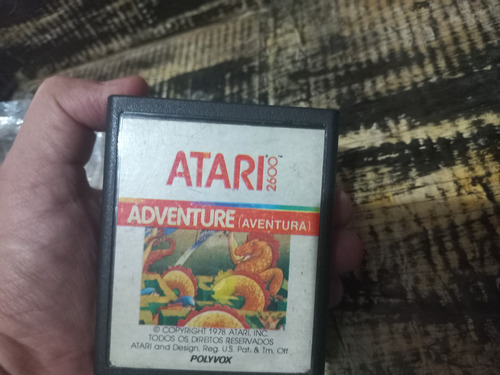 ATARI 2600™
ADVENTURE (AVENTURA)
© COPYRIGHT 1978 ATARI, INC.
TODOS OS DIREITOS RESERVADOS
ATARI and Design, Reg. U.S. Pat. & Tm. Off
POLYVOX